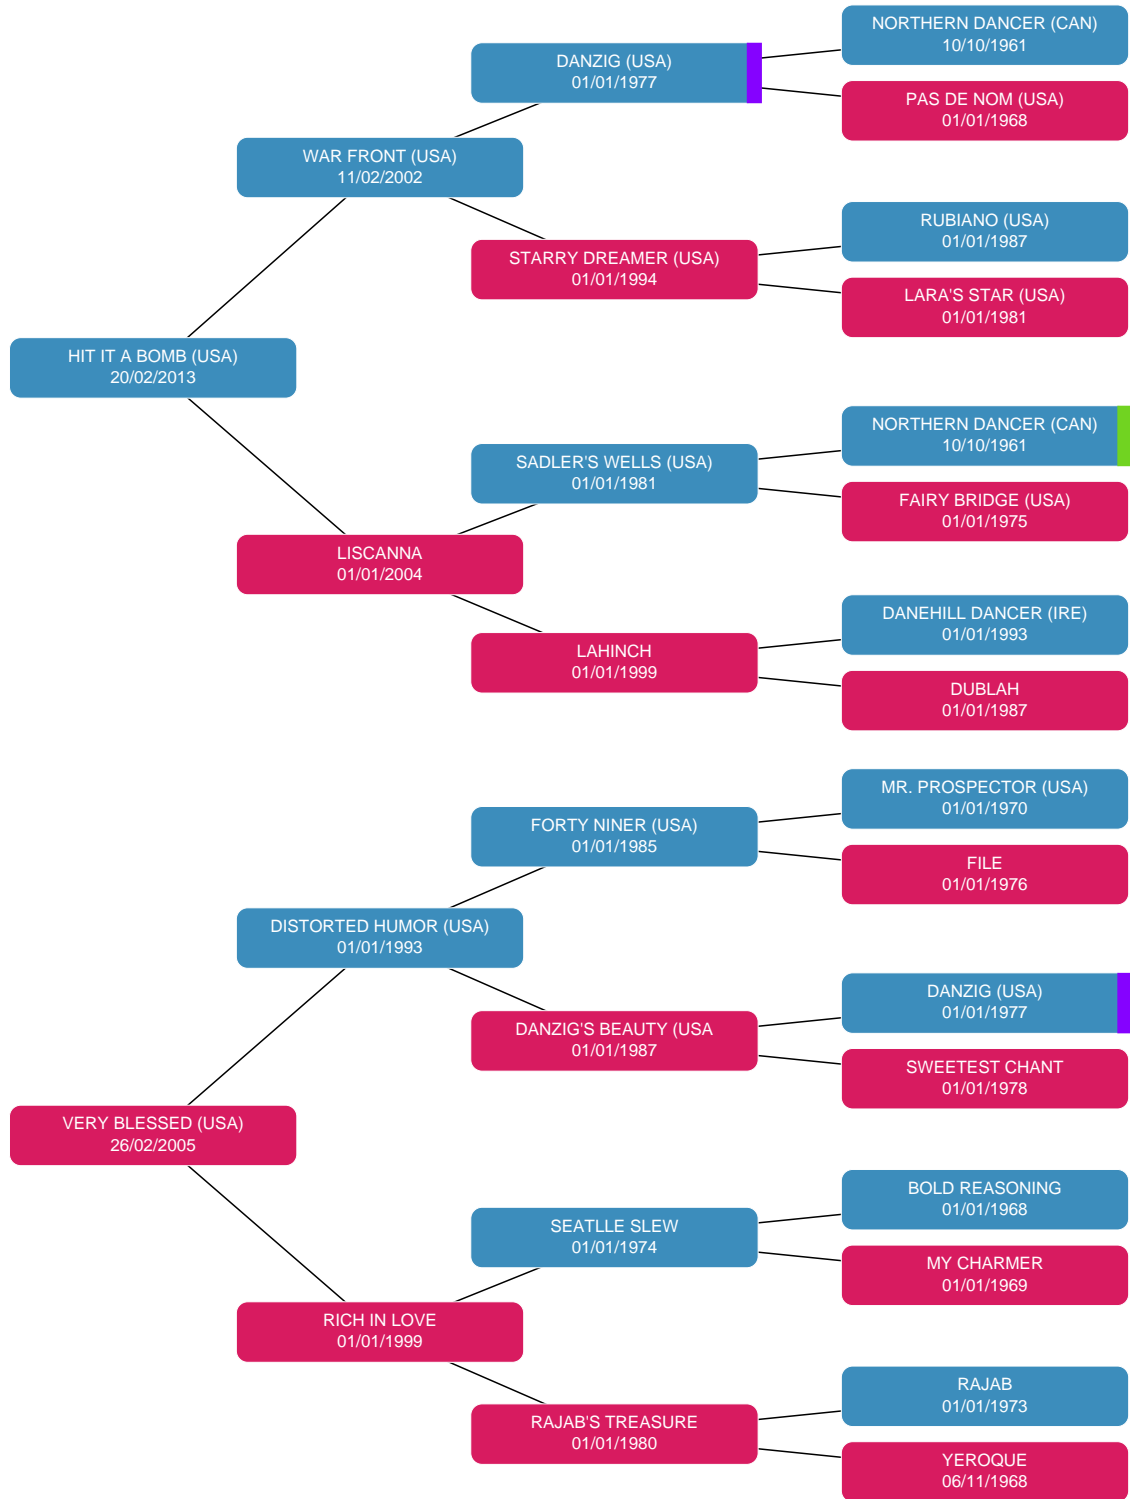 NORTHERN DANCER (CAN)
10/10/1961
DANZIG (USA)
01/01/1977
PAS DE NOM (USA)
01/01/1968
WAR FRONT (USA)
11/02/2002
RUBIANO (USA)
01/01/1987
STARRY DREAMER (USA)
01/01/1994
LARA'S STAR (USA)
01/01/1981
HIT IT A BOMB (USA)
20/02/2013
NORTHERN DANCER (CAN)
10/10/1961
SADLER'S WELLS (USA)
01/01/1981
FAIRY BRIDGE (USA)
01/01/1975
LISCANNA
01/01/2004
DANEHILL DANCER (IRE)
01/01/1993
LAHINCH
01/01/1999
DUBLAH
01/01/1987
MR. PROSPECTOR (USA)
01/01/1970
FORTY NINER (USA)
01/01/1985
FILE
01/01/1976
DISTORTED HUMOR (USA)
01/01/1993
DANZIG (USA)
01/01/1977
DANZIG'S BEAUTY (USA
01/01/1987
SWEETEST CHANT
01/01/1978
VERY BLESSED (USA)
26/02/2005
BOLD REASONING
01/01/1968
SEATLLE SLEW
01/01/1974
MY CHARMER
01/01/1969
RICH IN LOVE
01/01/1999
RAJAB
01/01/1973
RAJAB'S TREASURE
01/01/1980
YEROQUE
06/11/1968